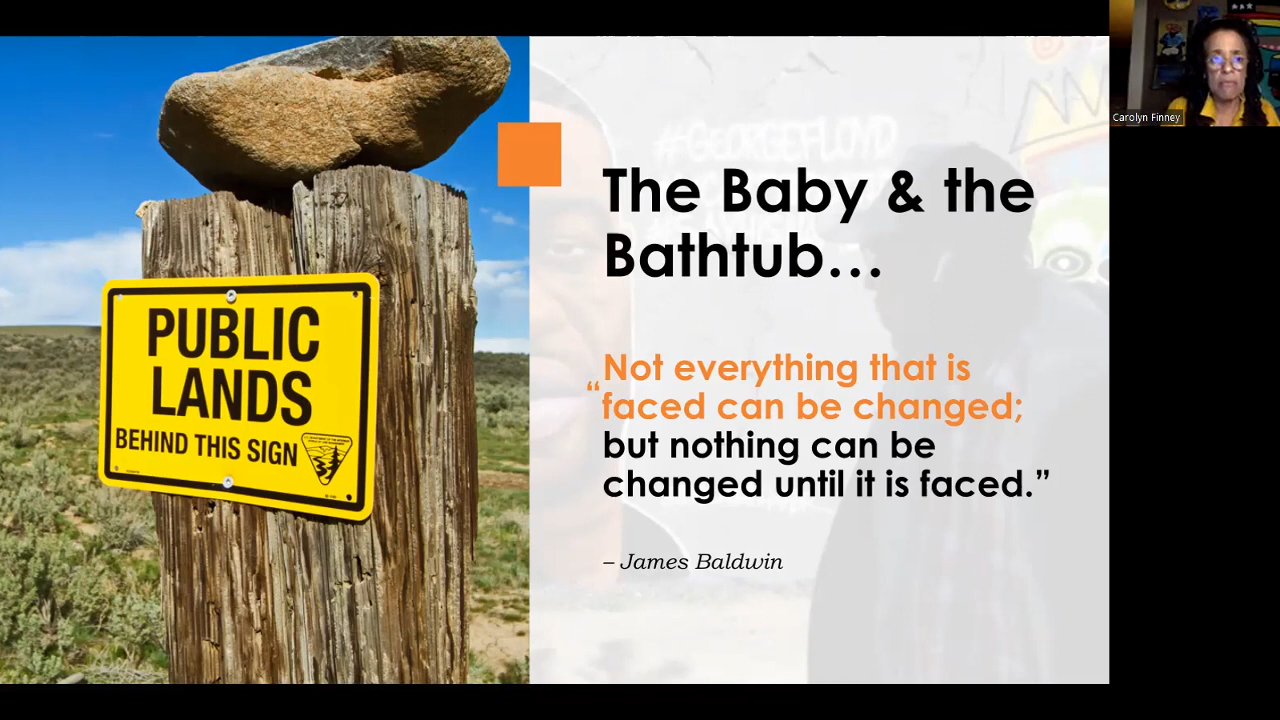 PUBLIC
LANDS
BEHIND THIS SIGN
#GEORGEFLOYD
The Baby & the
Bathtub…
“Not everything that is
faced can be changed;
but nothing can be
changed until it is faced.”
– James Baldwin
Carolyn Finney